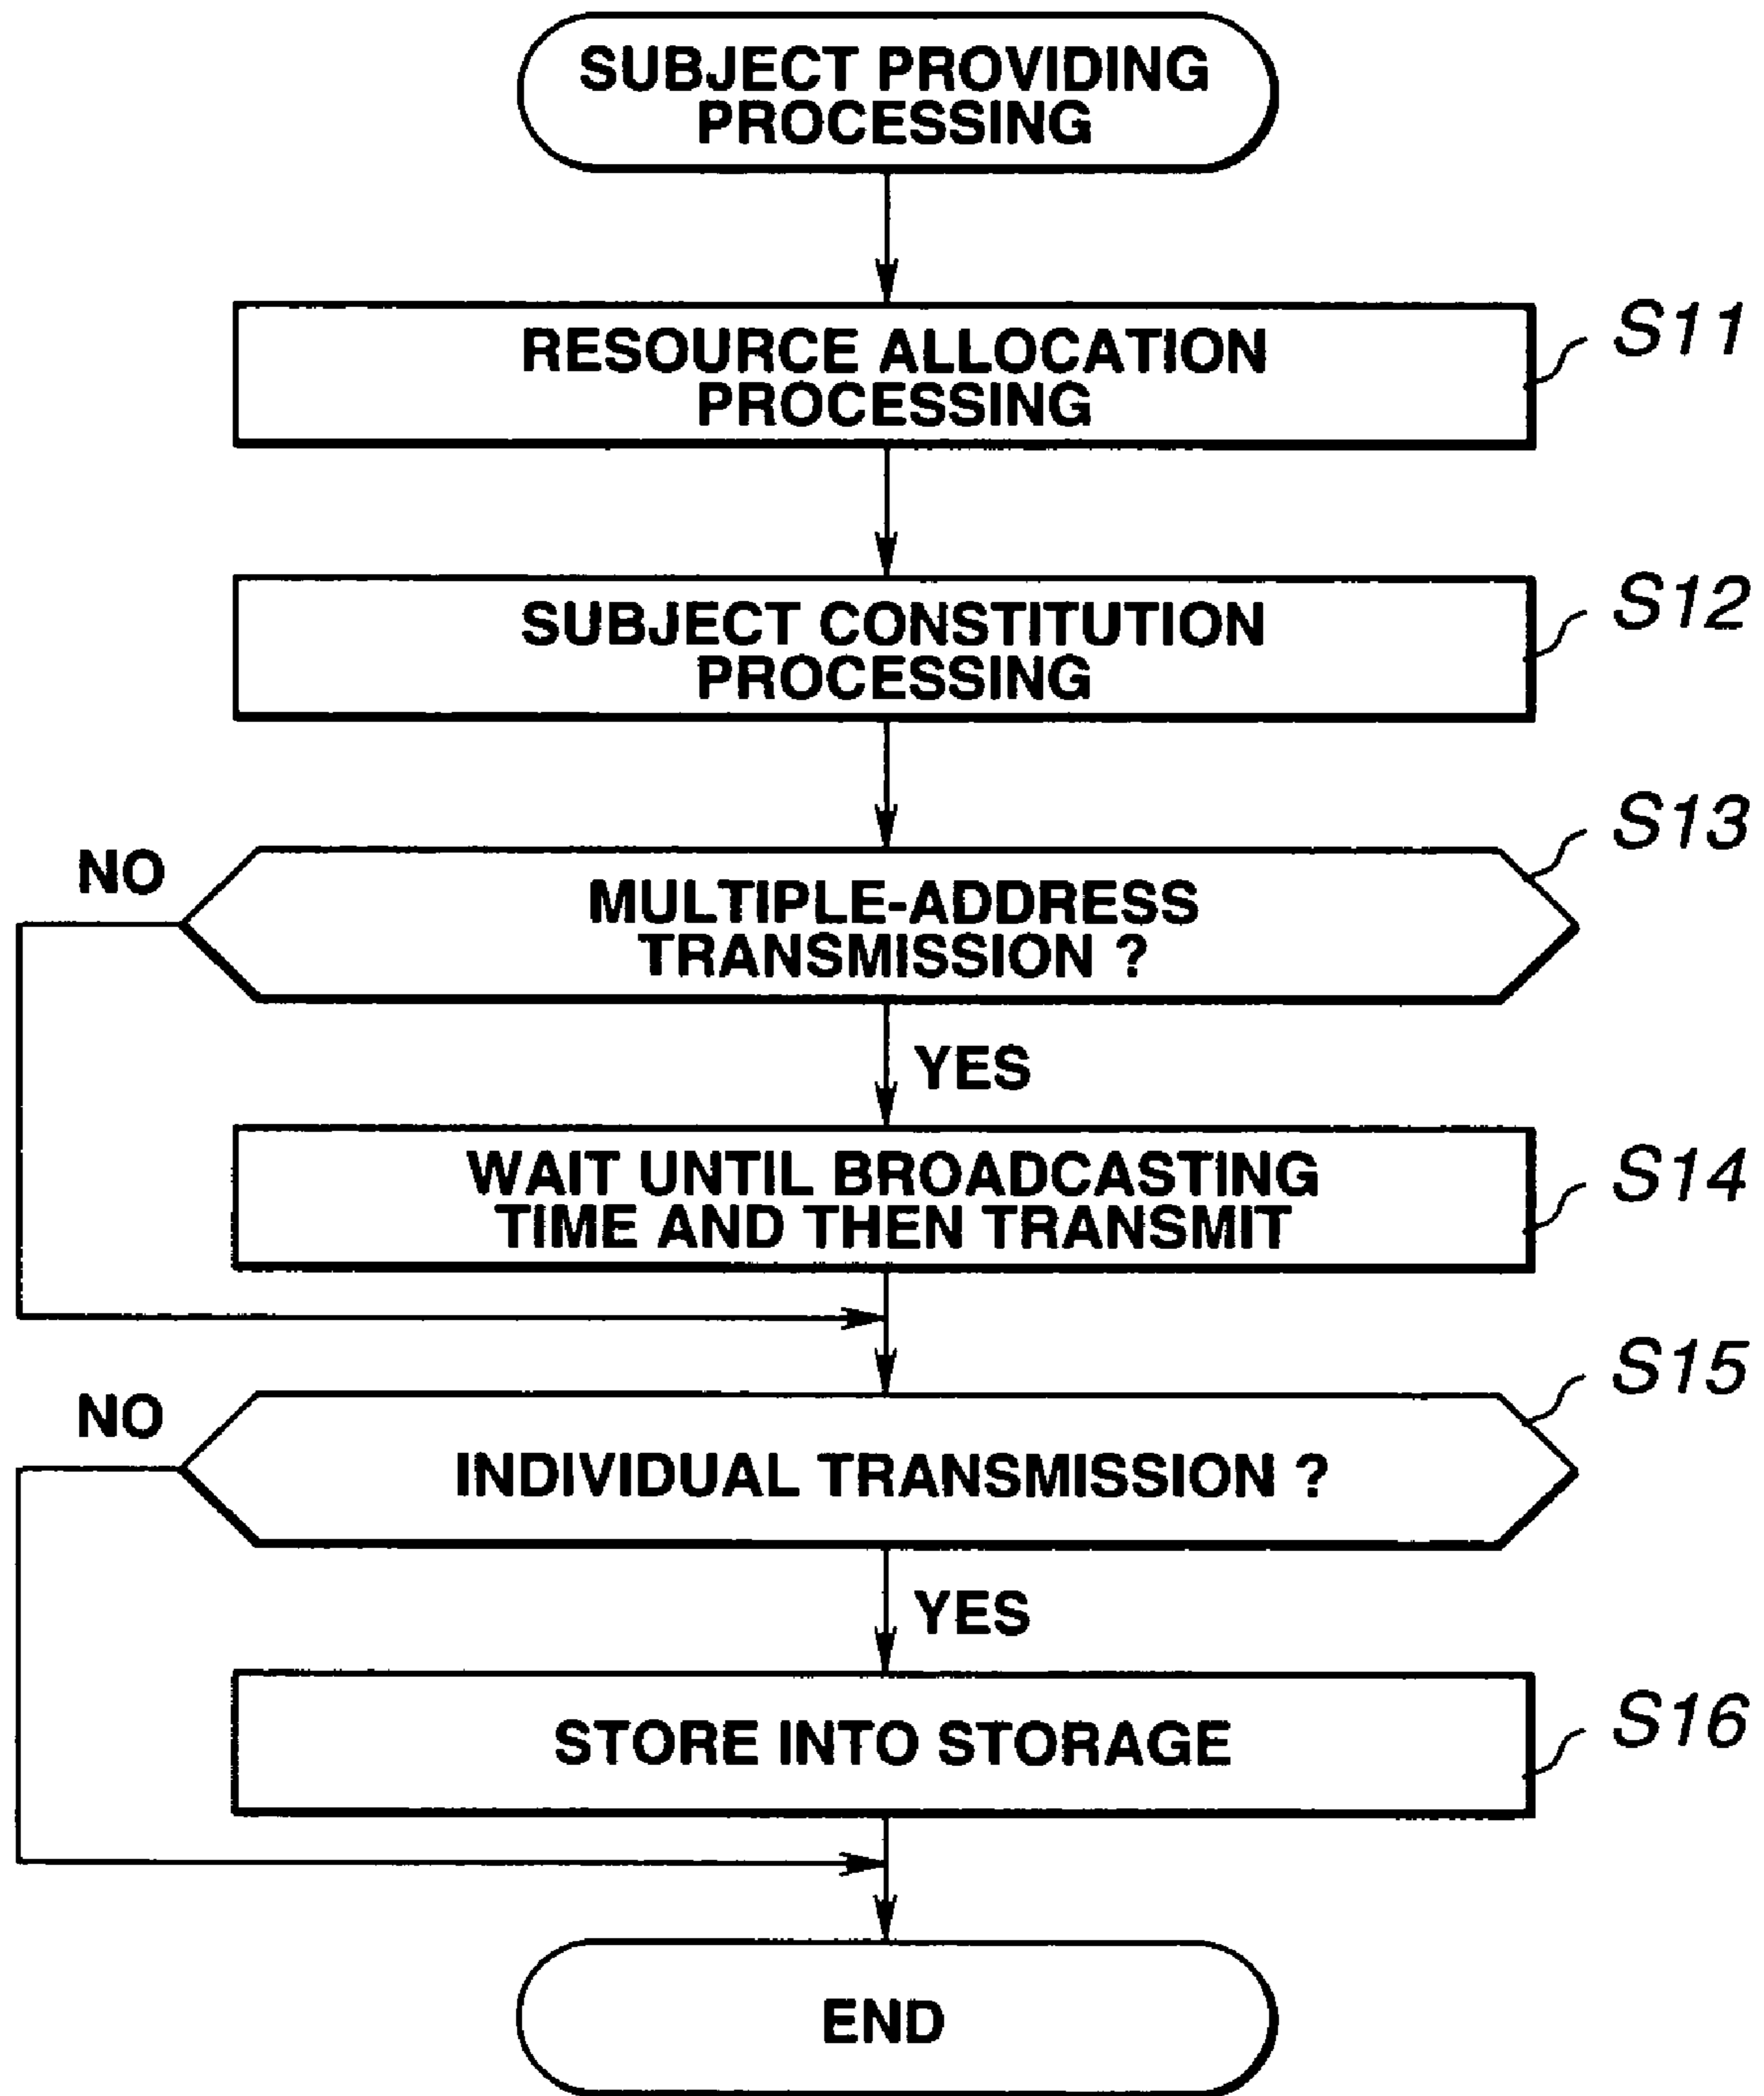 SUBJECT PROVIDING
PROCESSING
RESOURCE ALLOCATION
PROCESSING
S11
SUBJECT CONSTITUTION
PROCESSING
S12
S13
NO
MULTIPLE-ADDRESS
TRANSMISSION ?
YES
WAIT UNTIL BROADCASTING
TIME AND THEN TRANSMIT
S14
S15
NO
INDIVIDUAL TRANSMISSION ?
YES
STORE INTO STORAGE
S16
END